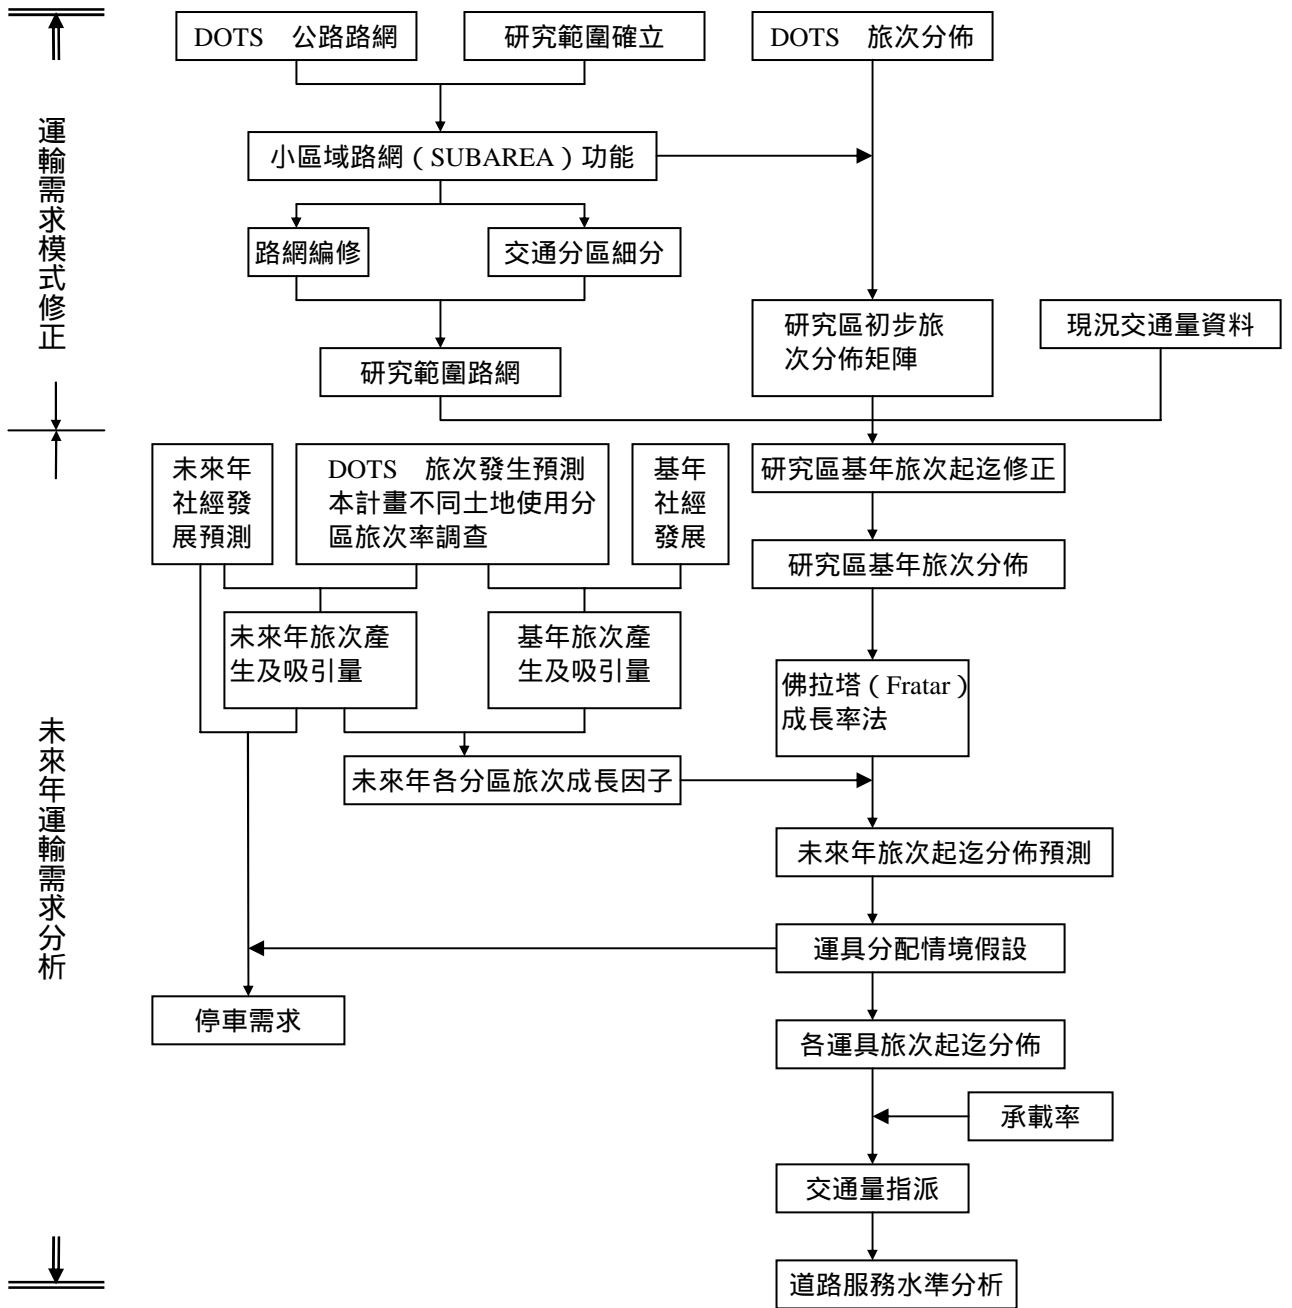 DOTS 公路路網
研究範圍確立
DOTS 旅次分佈
運輸需求模式修正
小區域路網（SUBAREA）功能
路網編修
交通分區細分
研究區初步旅
次分佈矩陣
現況交通量資料
研究範圍路網
未來年
社經發
展預測
DOTS 旅次發生預測
本計畫不同土地使用分
區旅次率調查
基年
社經
發展
研究區基年旅次起迄修正
研究區基年旅次分佈
未來年旅次產
生及吸引量
基年旅次產
生及吸引量
佛拉塔（Fratar）
成長率法
未來年運輸需求分析
未來年各分區旅次成長因子
未來年旅次起迄分佈預測
運具分配情境假設
停車需求
各運具旅次起迄分佈
承載率
交通量指派
道路服務水準分析